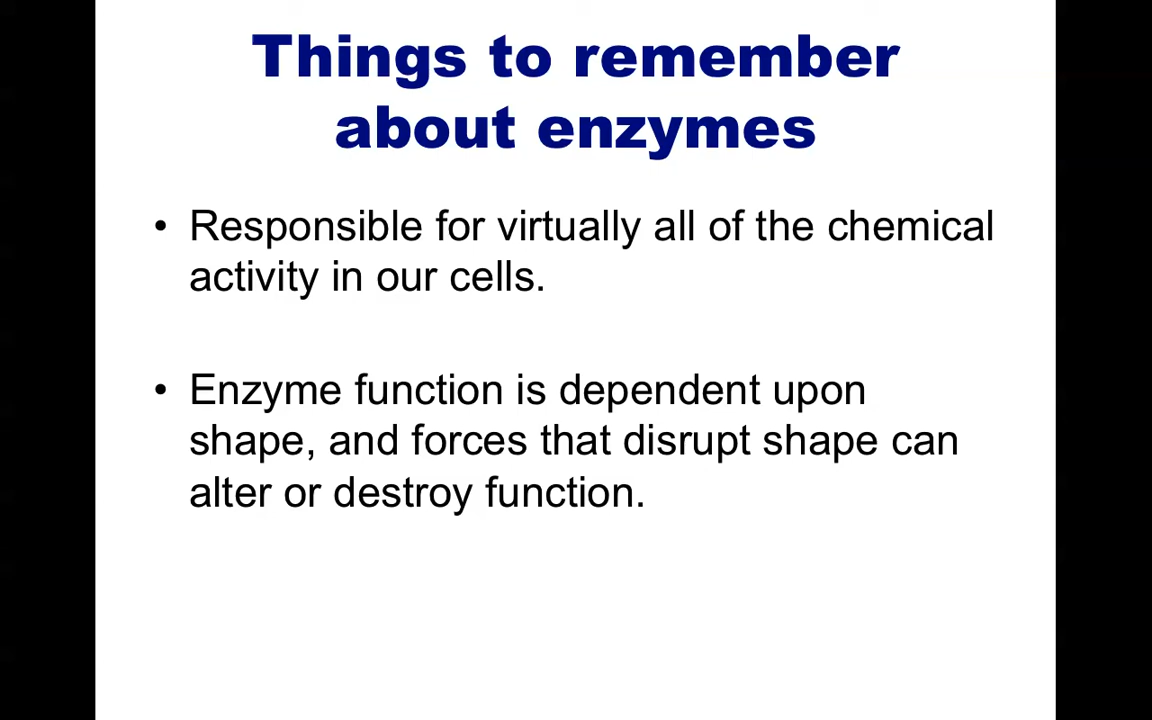 Things to remember
about enzymes
• Responsible for virtually all of the chemical
activity in our cells.
• Enzyme function is dependent upon
shape, and forces that disrupt shape can
alter or destroy function.